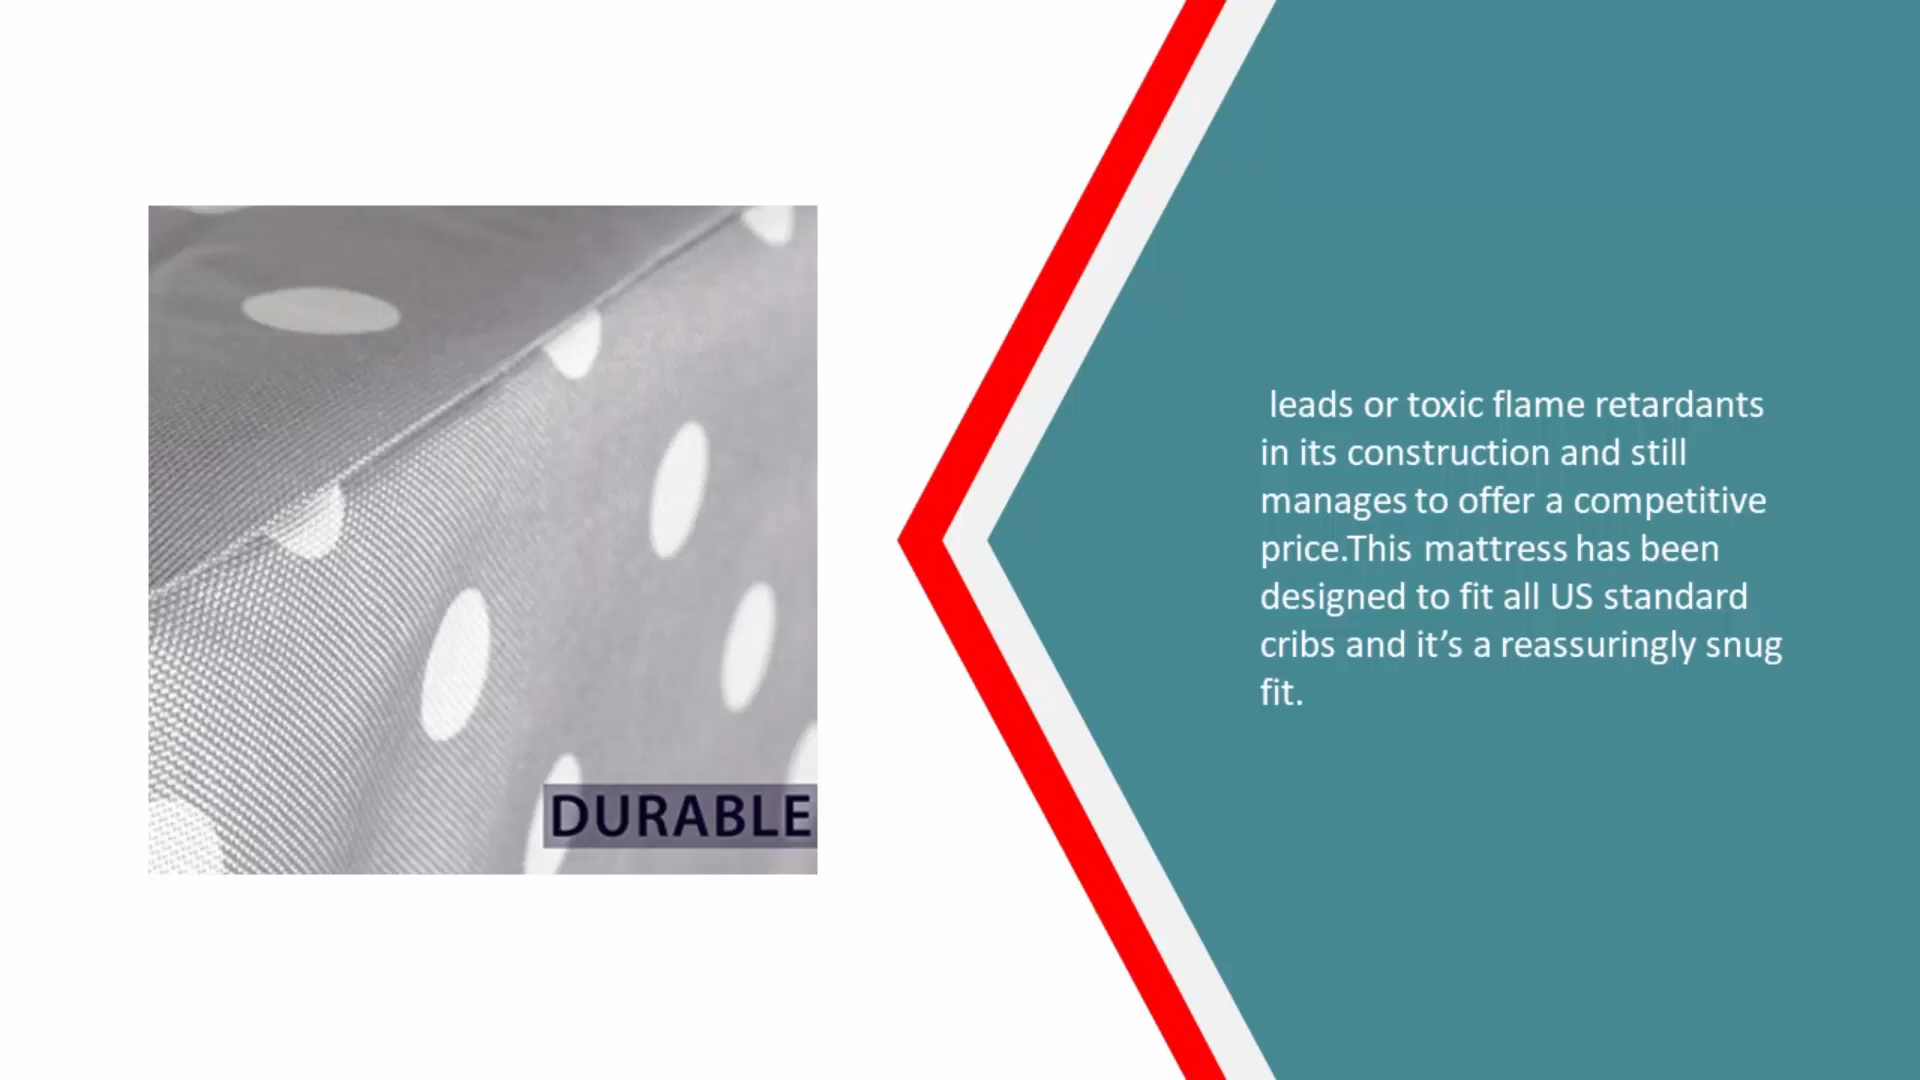 leads or toxic flame retardants
in its construction and still
manages to offer a competitive
price.This mattress has been
designed to fit all US standard
cribs and it’s a reassuringly snug
fit.
DURABLE